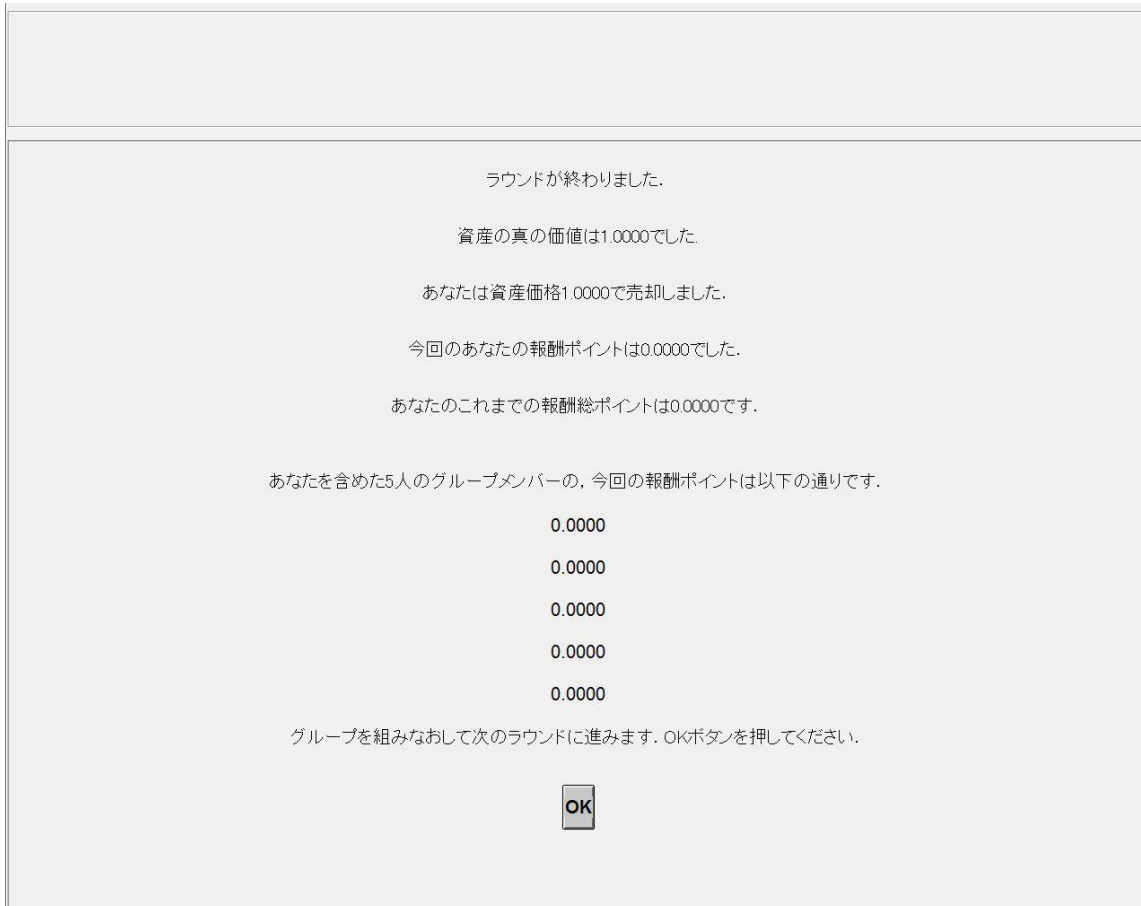 ラウンドが終わりました.
資産の真の価値は1.0000でした.
あなたは資産価格1.0000で売却しました.
今回のあなたの報酬ポイントは0.0000でした.
あなたのこれまでの報酬総ポイントは0.0000です.
あなたを含めた5人のグループメンバーの, 今回の報酬ポイントは以下の通りです.
0.0000
0.0000
0.0000
0.0000
0.0000
グループを組みなおして次のラウンドに進みます. OKボタンを押してください.
OK